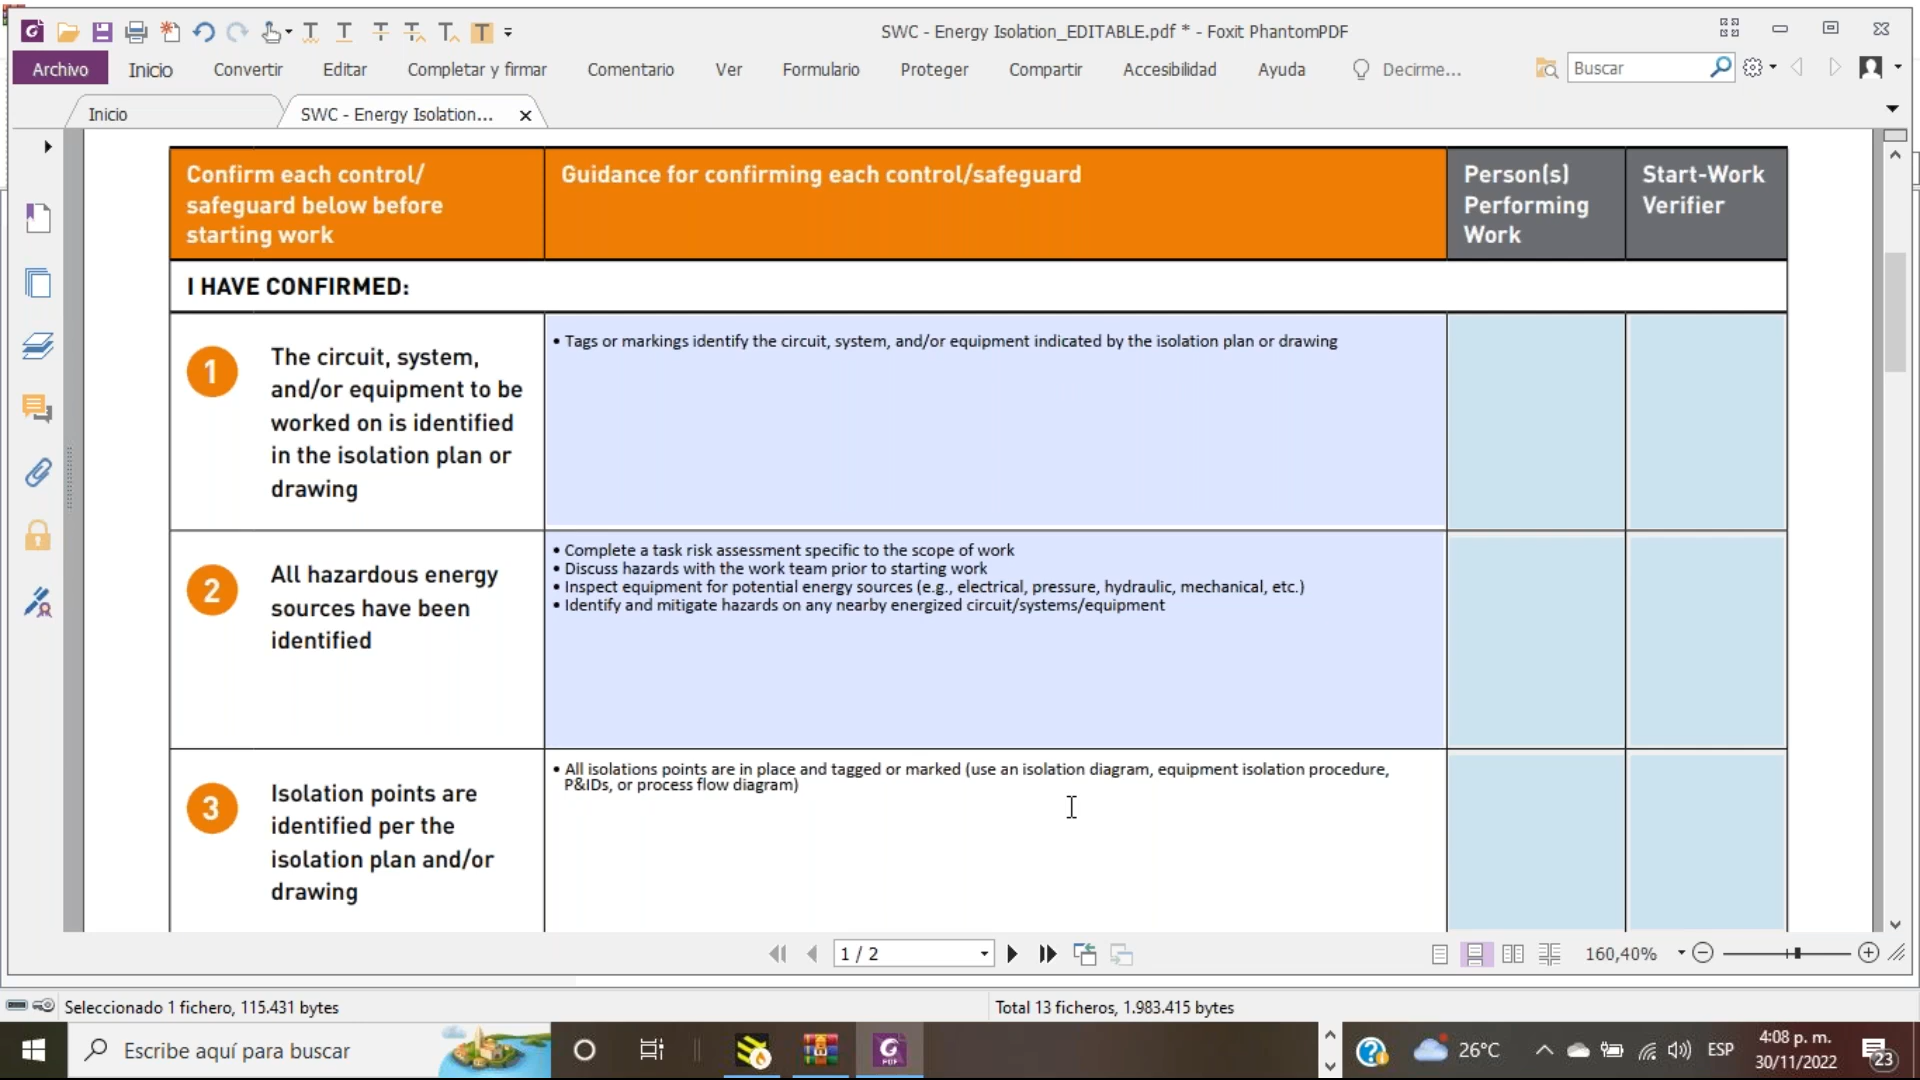 SWC - Energy Isolation_EDITABLE.pdf * - Foxit PhantomPDF
Archivo Inicio Convertir Editar Completar y firmar Comentario Ver Formulario Proteger Compartir Accesibilidad Ayuda Decirme... Buscar
Inicio SWC - Energy Isolation...
Confirm each control/
safeguard below before
starting work
Guidance for confirming each control/safeguard
Person(s)
Performing
Work
Start-Work
Verifier
I HAVE CONFIRMED:
1
The circuit, system,
and/or equipment to be
worked on is identified
in the isolation plan or
drawing
• Tags or markings identify the circuit, system, and/or equipment indicated by the isolation plan or drawing
2
All hazardous energy
sources have been
identified
• Complete a task risk assessment specific to the scope of work
• Discuss hazards with the work team prior to starting work
• Inspect equipment for potential energy sources (e.g., electrical, pressure, hydraulic, mechanical, etc.)
• Identify and mitigate hazards on any nearby energized circuit/systems/equipment
3
Isolation points are
identified per the
isolation plan and/or
drawing
• All isolations points are in place and tagged or marked (use an isolation diagram, equipment isolation procedure,
P&IDs, or process flow diagram)
1 / 2
160,40%
Seleccionado 1 fichero, 115.431 bytes
Total 13 ficheros, 1.983.415 bytes
Escribe aquí para buscar
26°C
ESP
4:08 p. m.
30/11/2022
23